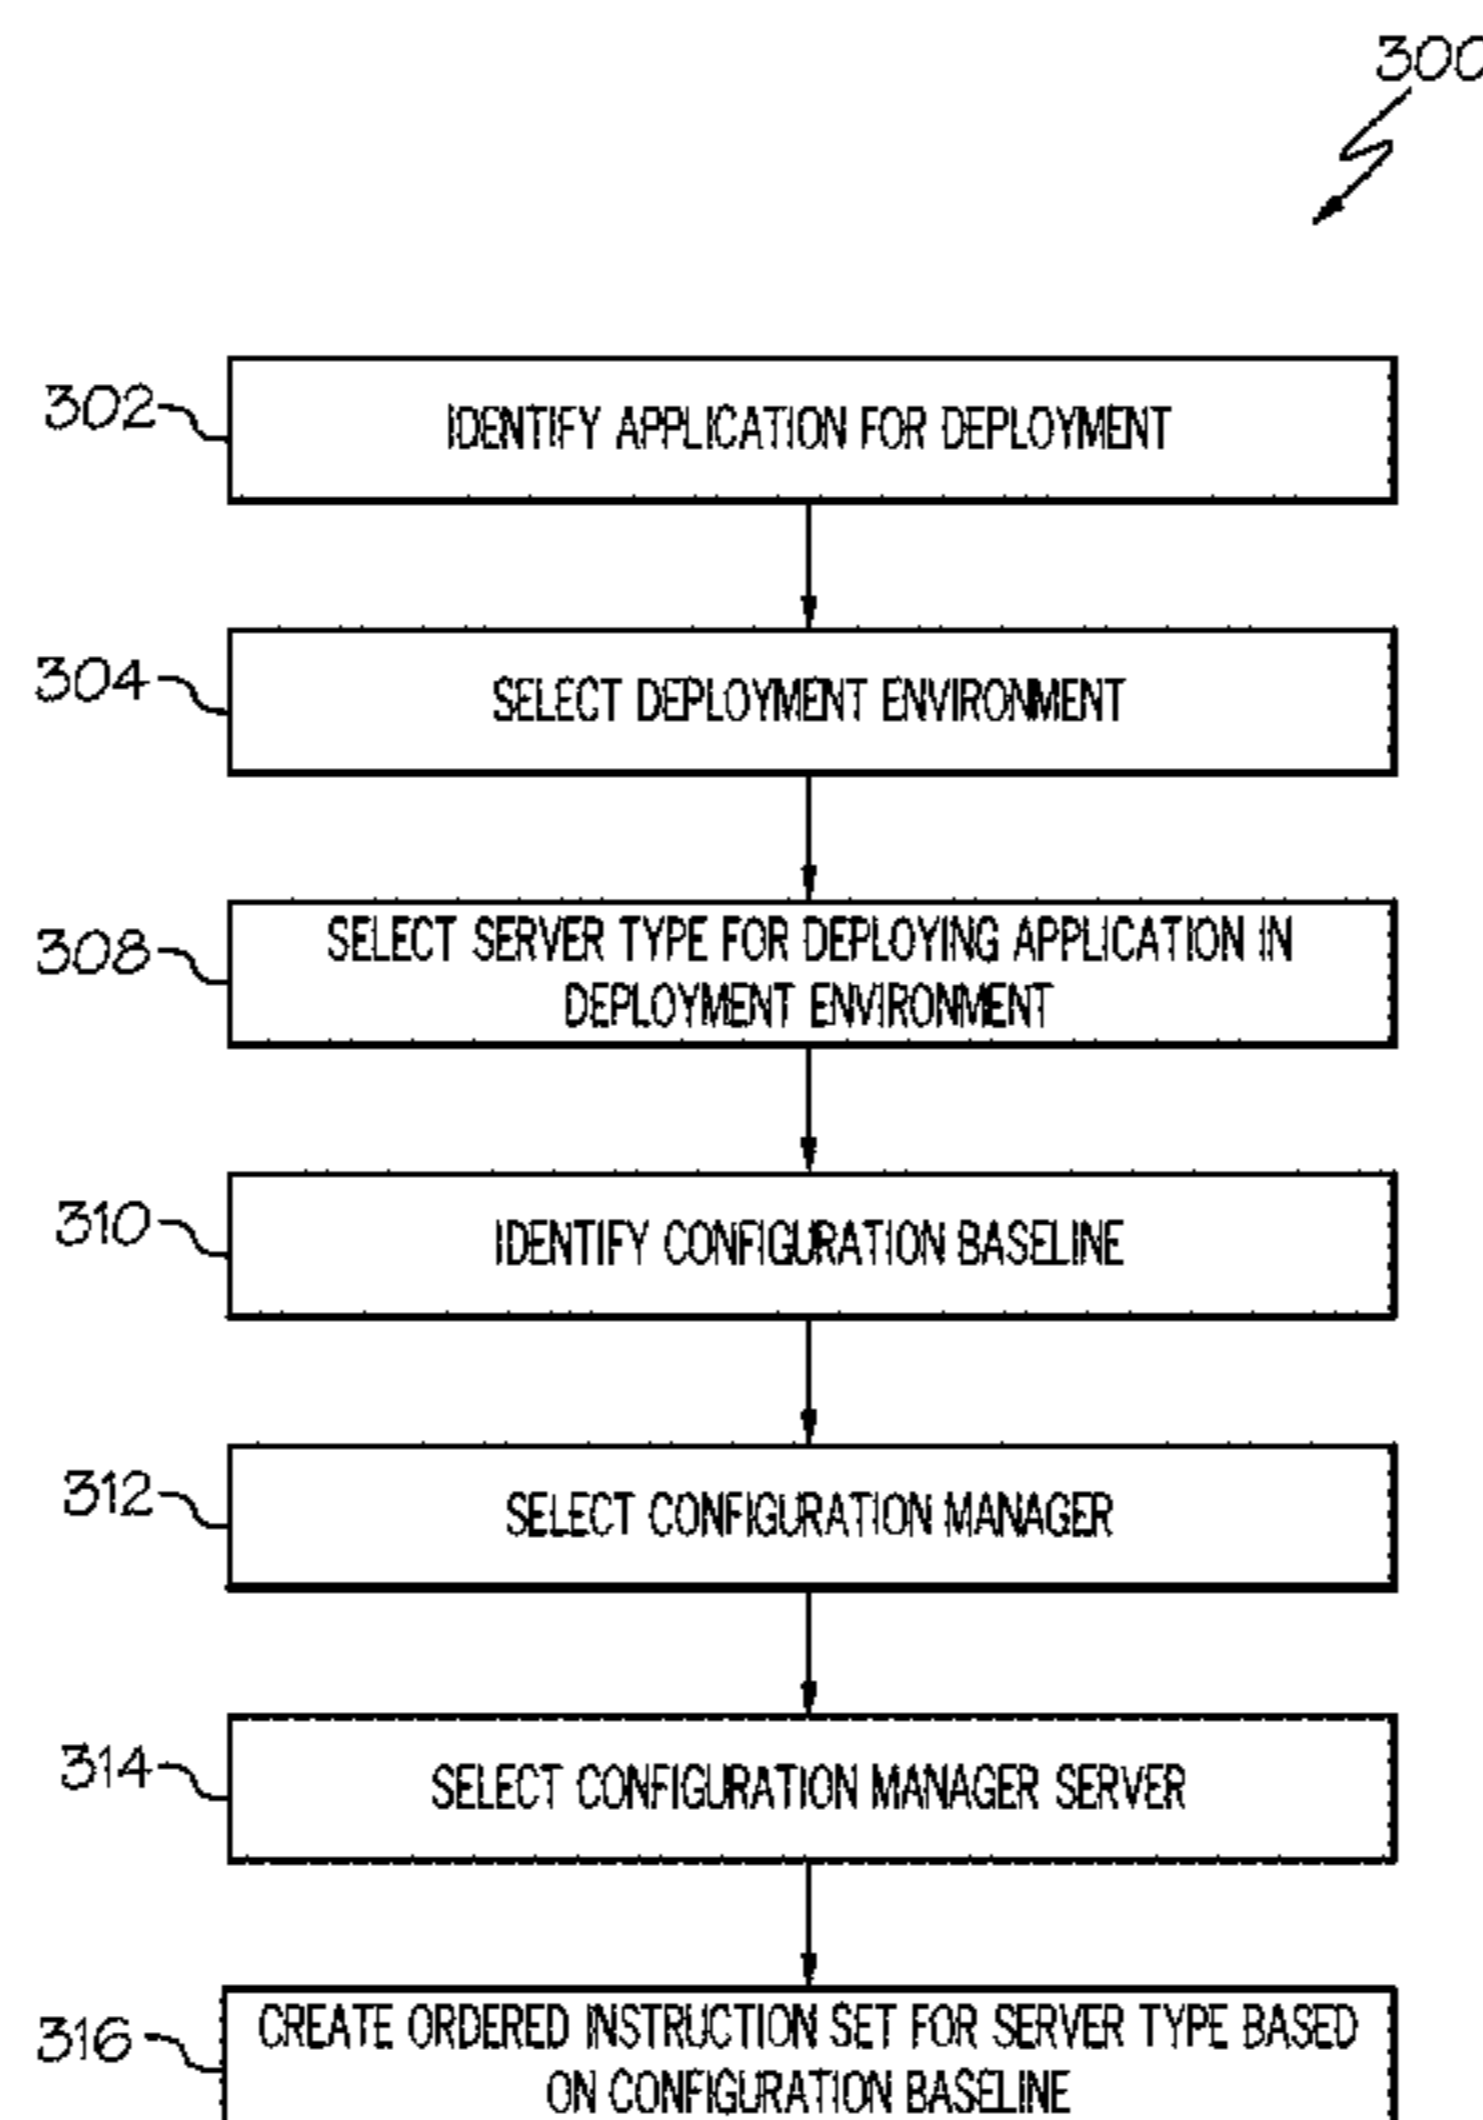 300
302
IDENTIFY APPLICATION FOR DEPLOYMENT
304
SELECT DEPLOYMENT ENVIRONMENT
308
SELECT SERVER TYPE FOR DEPLOYING APPLICATION IN
DEPLOYMENT ENVIRONMENT
310
IDENTIFY CONFIGURATION BASELINE
312
SELECT CONFIGURATION MANAGER
314
SELECT CONFIGURATION MANAGER SERVER
316
CREATE ORDERED INSTRUCTION SET FOR SERVER TYPE BASED
ON CONFIGURATION BASELINE